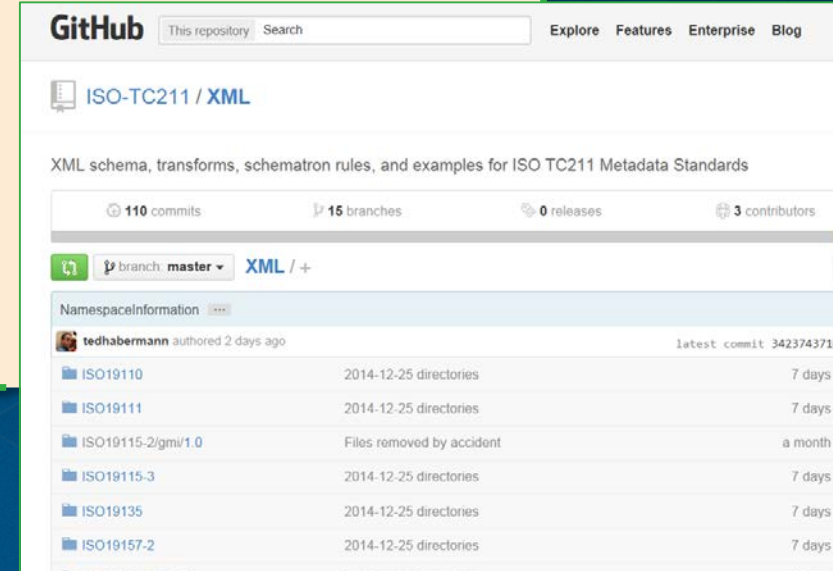 GitHub This repository Search Explore Features Enterprise Blog
ISO-TC211 / XML
XML schema, transforms, schematron rules, and examples for ISO TC211 Metadata Standards
110 commits 15 branches 0 releases 3 contributors
branch: master XML / +
NamespaceInformation ...
tedhabermann authored 2 days ago latest commit 342374371
ISO19110 2014-12-25 directories 7 days
ISO19111 2014-12-25 directories 7 days
ISO19115-2/gmi/1.0 Files removed by accident a month
ISO19115-3 2014-12-25 directories 7 days
ISO19135 2014-12-25 directories 7 days
ISO19157-2 2014-12-25 directories 7 days